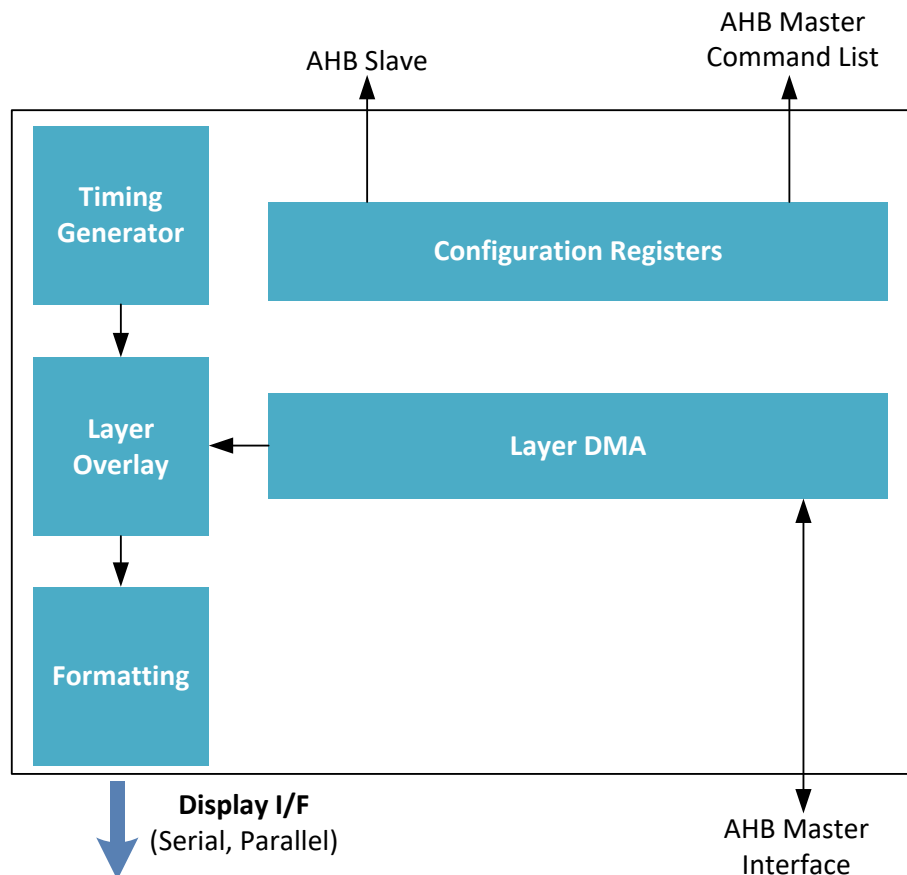 AHB Slave
AHB Master
Command List
Timing
Generator
Configuration Registers
Layer
Overlay
Layer DMA
Formatting
Display I/F
(Serial, Parallel)
AHB Master
Interface